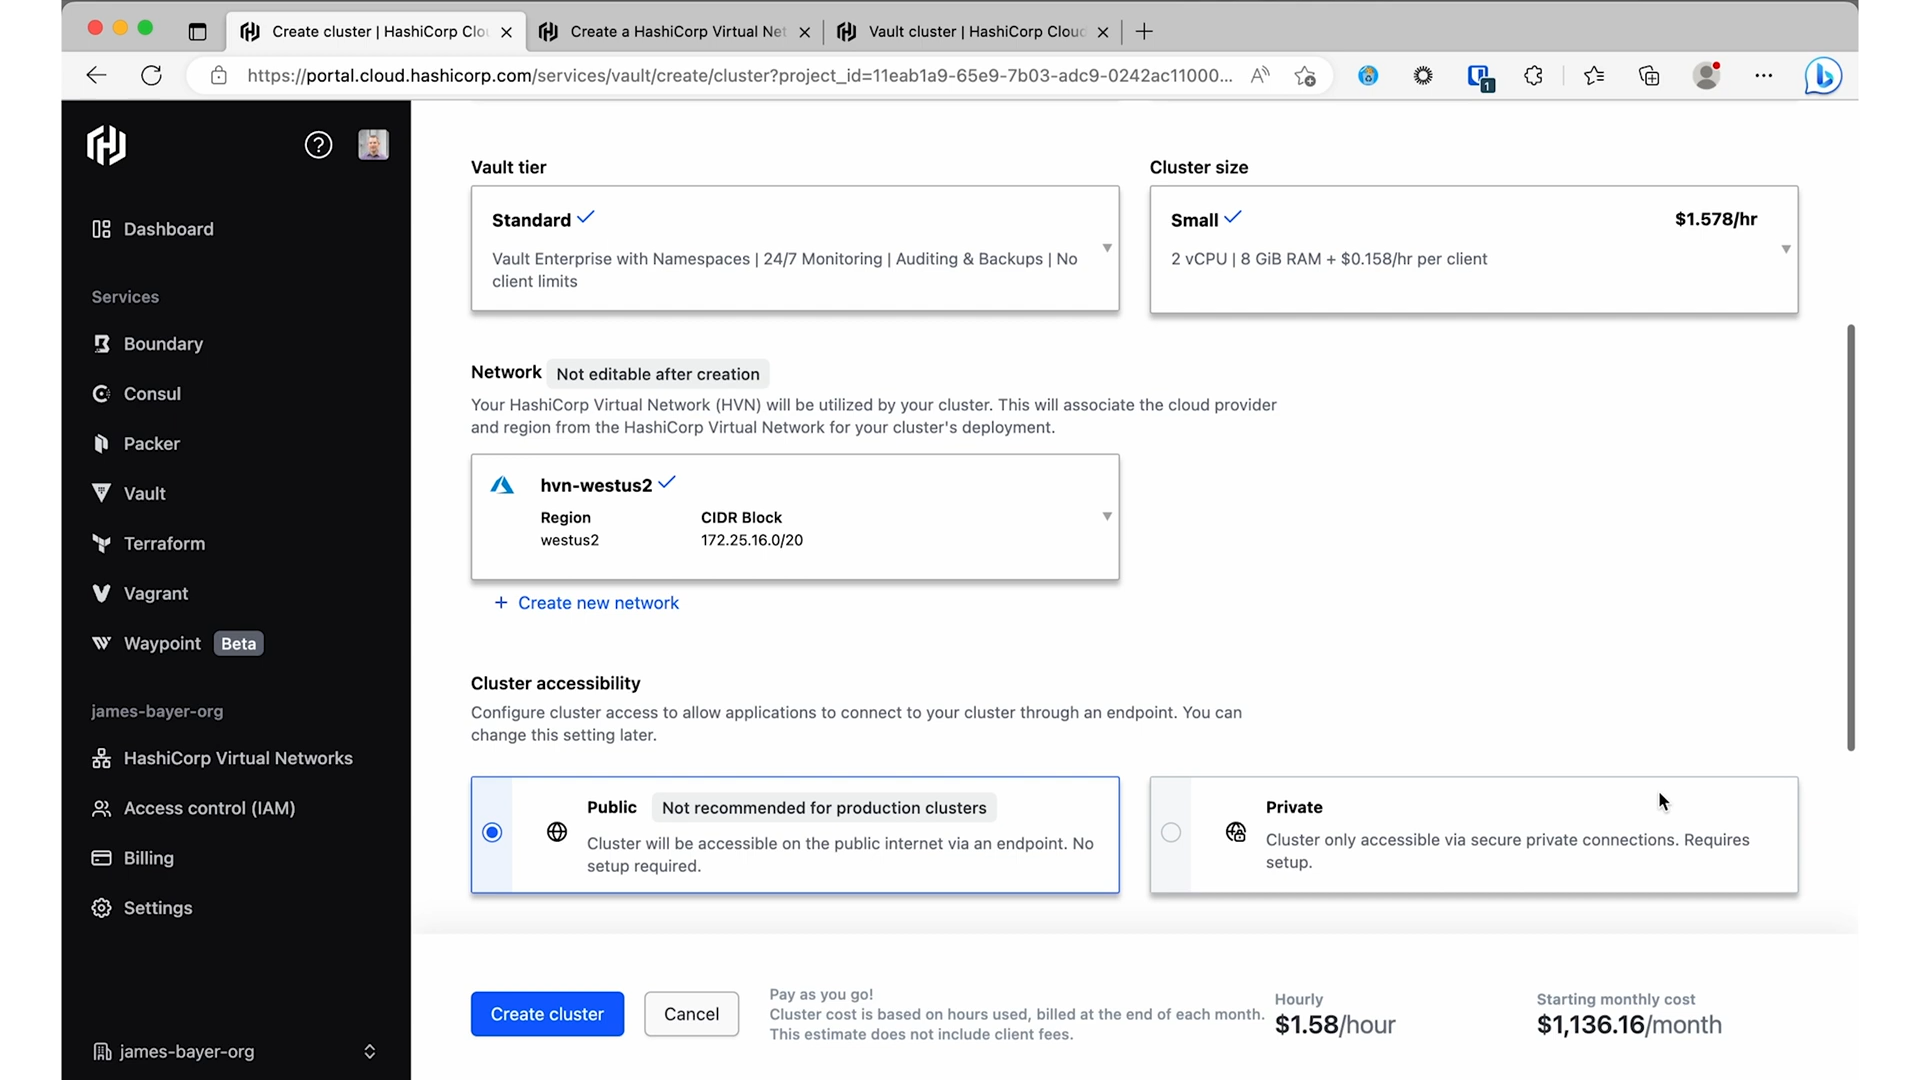 Create cluster | HashiCorp Clou
Create a HashiCorp Virtual Net
Vault cluster | HashiCorp Cloud
https://portal.cloud.hashicorp.com/services/vault/create/cluster?project_id=11eab1a9-65e9-7b03-adc9-0242ac11000...
1
Dashboard
Services
Boundary
Consul
Packer
Vault
Terraform
Vagrant
Waypoint Beta
james-bayer-org
HashiCorp Virtual Networks
Access control (IAM)
Billing
Settings
james-bayer-org
Vault tier
Standard
Vault Enterprise with Namespaces | 24/7 Monitoring | Auditing & Backups | No
client limits
Cluster size
Small $1.578/hr
2 vCPU | 8 GiB RAM + $0.158/hr per client
Network Not editable after creation
Your HashiCorp Virtual Network (HVN) will be utilized by your cluster. This will associate the cloud provider
and region from the HashiCorp Virtual Network for your cluster's deployment.
hvn-westus2
Region CIDR Block
westus2 172.25.16.0/20
+ Create new network
Cluster accessibility
Configure cluster access to allow applications to connect to your cluster through an endpoint. You can
change this setting later.
Public Not recommended for production clusters
Cluster will be accessible on the public internet via an endpoint. No
setup required.
Private
Cluster only accessible via secure private connections. Requires
setup.
Create cluster
Cancel
Pay as you go!
Cluster cost is based on hours used, billed at the end of each month.
This estimate does not include client fees.
Hourly
$1.58/hour
Starting monthly cost
$1,136.16/month